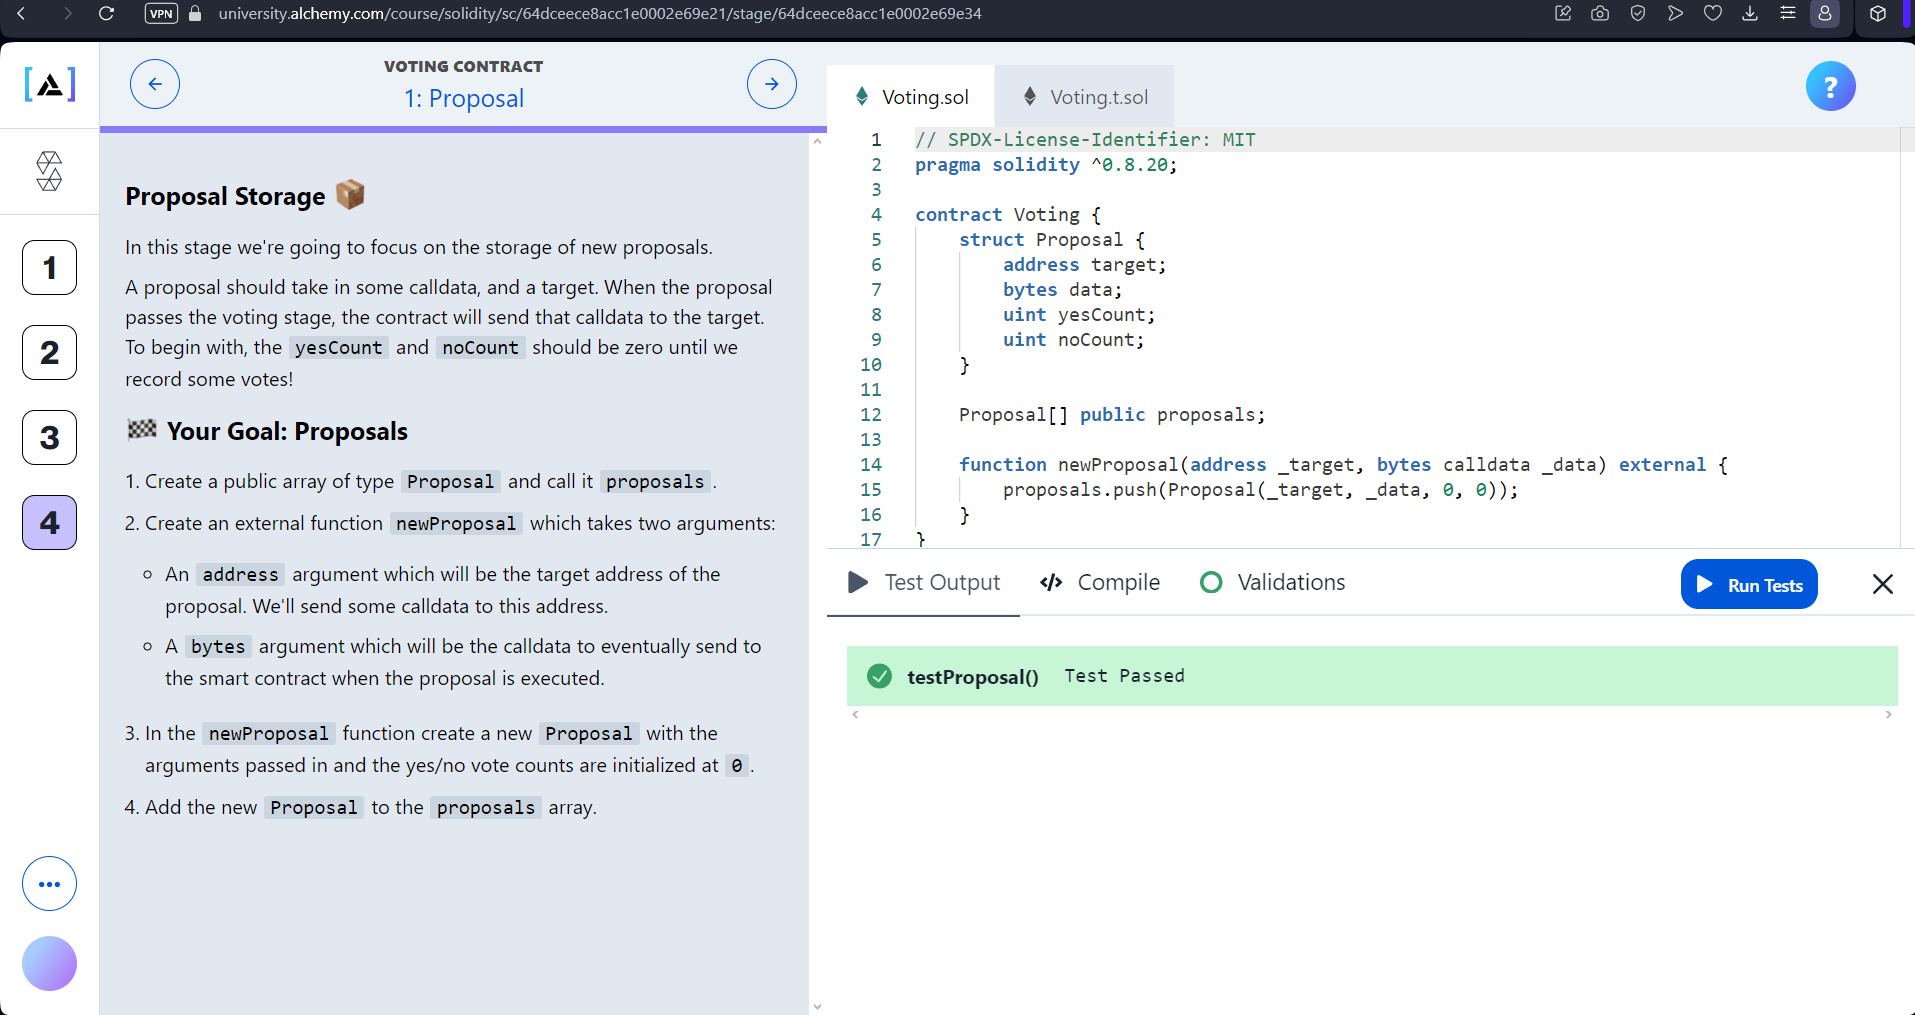 VPN
university.alchemy.com/course/solidity/sc/64dceece8acc1e0002e69e21/stage/64dceece8acc1e0002e69e34
[A]
1
2
3
4
VOTING CONTRACT
1: Proposal
Proposal Storage 📦
In this stage we're going to focus on the storage of new proposals.
A proposal should take in some calldata, and a target. When the proposal
passes the voting stage, the contract will send that calldata to the target.
To begin with, the yesCount and noCount should be zero until we
record some votes!
🏁 Your Goal: Proposals
1. Create a public array of type Proposal and call it proposals.
2. Create an external function newProposal which takes two arguments:
An address argument which will be the target address of the
proposal. We'll send some calldata to this address.
A bytes argument which will be the calldata to eventually send to
the smart contract when the proposal is executed.
3. In the newProposal function create a new Proposal with the
arguments passed in and the yes/no vote counts are initialized at 0.
4. Add the new Proposal to the proposals array.
Voting.sol
Voting.t.sol
?
1 // SPDX-License-Identifier: MIT
2 pragma solidity ^0.8.20;
3
4 contract Voting {
5     struct Proposal {
6         address target;
7         bytes data;
8         uint yesCount;
9         uint noCount;
10     }
11
12     Proposal[] public proposals;
13
14     function newProposal(address _target, bytes calldata _data) external {
15         proposals.push(Proposal(_target, _data, 0, 0));
16     }
17 }
Test Output
Compile
Validations
Run Tests
testProposal() Test Passed